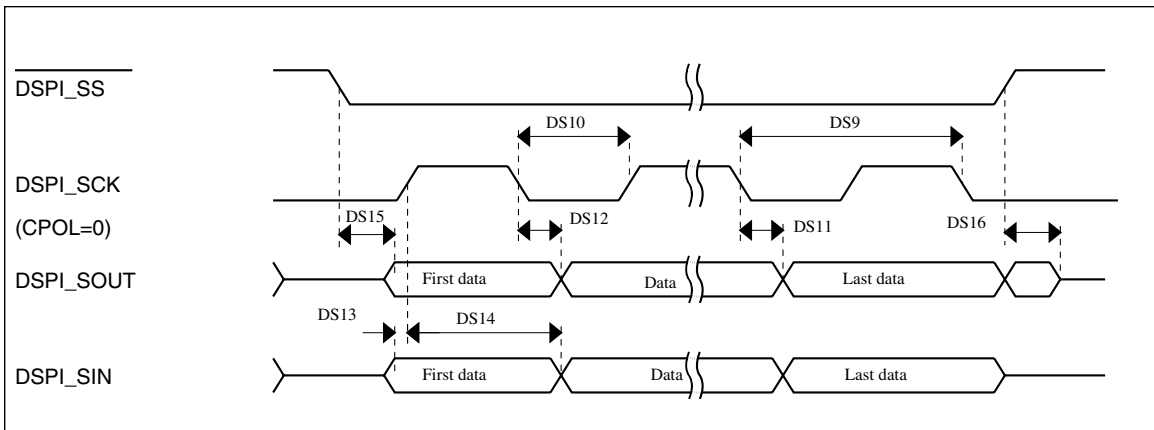 DSPI_SS
DS10
DS9
DSPI_SCK
DS15
DS12
DS11
DS16
(CPOL=0)
DSPI_SOUT
First data
Data
Last data
DS13
DS14
DSPI_SIN
First data
Data
Last data